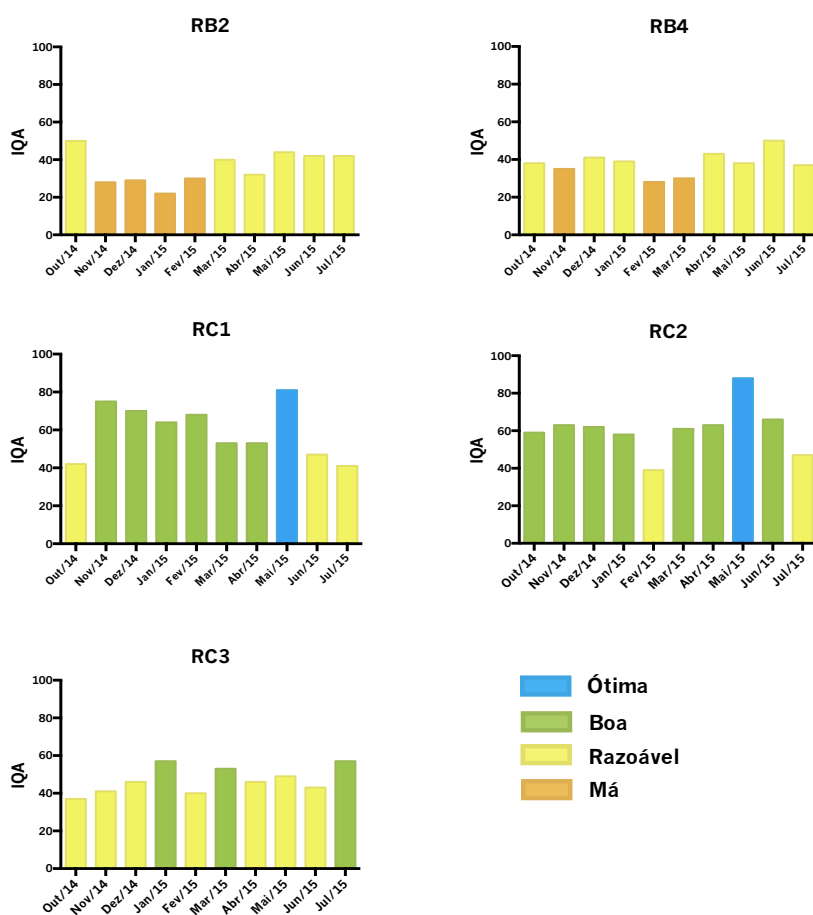 RB2
100
80
60
40
20
0
IQA
Out/14
Nov/14
Dez/14
Jan/15
Fev/15
Mar/15
Abr/15
Mai/15
Jun/15
Jul/15
RB4
100
80
60
40
20
0
IQA
Out/14
Nov/14
Dez/14
Jan/15
Fev/15
Mar/15
Abr/15
Mai/15
Jun/15
Jul/15
RC1
100
80
60
40
20
0
IQA
Out/14
Nov/14
Dez/14
Jan/15
Fev/15
Mar/15
Abr/15
Mai/15
Jun/15
Jul/15
RC2
100
80
60
40
20
0
IQA
Out/14
Nov/14
Dez/14
Jan/15
Fev/15
Mar/15
Abr/15
Mai/15
Jun/15
Jul/15
RC3
100
80
60
40
20
0
IQA
Out/14
Nov/14
Dez/14
Jan/15
Fev/15
Mar/15
Abr/15
Mai/15
Jun/15
Jul/15
Ótima
Boa
Razoável
Má